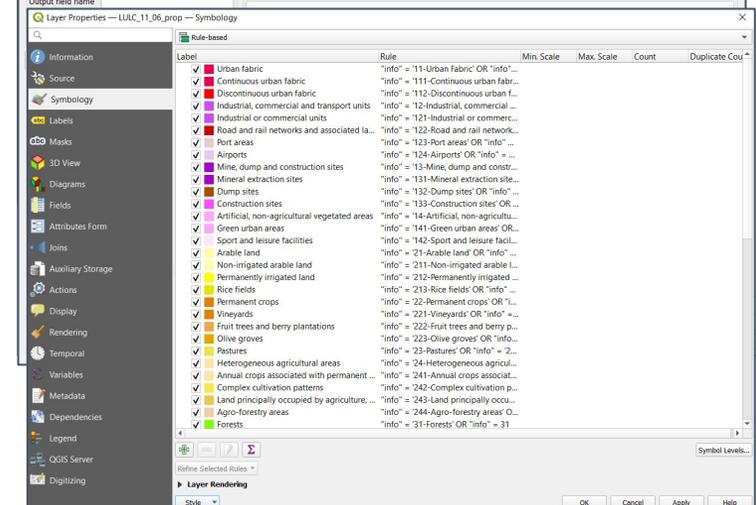 Output field name
Layer Properties — LULC_11_06_prop — Symbology
Rule-based
Information
Source
Symbology
Labels
Masks
3D View
Diagrams
Fields
Attributes Form
Joins
Auxiliary Storage
Actions
Display
Rendering
Temporal
Variables
Metadata
Dependencies
Legend
QGIS Server
Digitizing
Label Rule Min. Scale Max. Scale Count Duplicate Cou
Urban fabric "info" = '11-Urban Fabric' OR "info"...
Continuous urban fabric "info" = '111-Continuous urban fabr...
Discontinuous urban fabric "info" = '112-Discontinuous urban f...
Industrial, commercial and transport units "info" = '12-Industrial, commercial ...
Industrial or commercial units "info" = '121-Industrial or commerc...
Road and rail networks and associated la... "info" = '122-Road and rail network...
Port areas "info" = '123-Port areas' OR "info" ...
Airports "info" = '124-Airports' OR "info" = ...
Mine, dump and construction sites "info" = '13-Mine, dump and constr...
Mineral extraction sites "info" = '131-Mineral extraction site...
Dump sites "info" = '132-Dump sites' OR "info" ...
Construction sites "info" = '133-Construction sites' OR ...
Artificial, non-agricultural vegetated areas "info" = '14-Artificial, non-agricultu...
Green urban areas "info" = '141-Green urban areas' OR...
Sport and leisure facilities "info" = '142-Sport and leisure facil...
Arable land "info" = '21-Arable land' OR "info" ...
Non-irrigated arable land "info" = '211-Non-irrigated arable l...
Permanently irrigated land "info" = '212-Permanently irrigated ...
Rice fields "info" = '213-Rice fields' OR "info" ...
Permanent crops "info" = '22-Permanent crops' OR "i...
Vineyards "info" = '221-Vineyards' OR "info" =...
Fruit trees and berry plantations "info" = '222-Fruit trees and berry p...
Olive groves "info" = '223-Olive groves' OR "info"...
Pastures "info" = '23-Pastures' OR "info" = '2...
Heterogeneous agricultural areas "info" = '24-Heterogeneous agricul...
Annual crops associated with permanent ... "info" = '241-Annual crops associat...
Complex cultivation patterns "info" = '242-Complex cultivation p...
Land principally occupied by agriculture, ... "info" = '243-Land principally occu...
Agro-forestry areas "info" = '244-Agro-forestry areas' O...
Forests "info" = '31-Forests' OR "info" = 31
Symbol Levels...
Refine Selected Rules
Layer Rendering
Style OK Cancel Apply Help